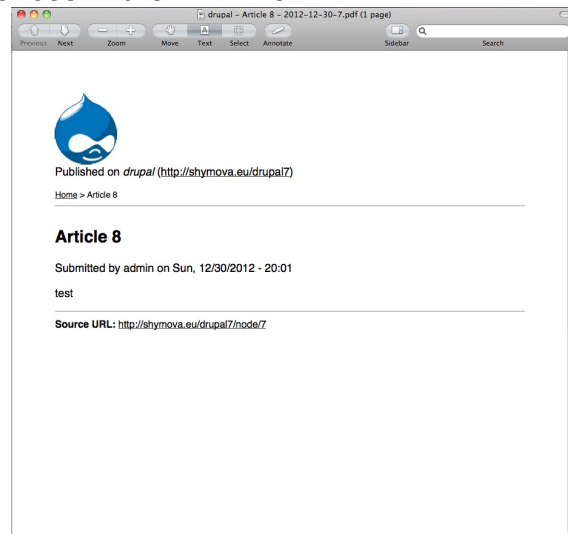 drupal – Article 8 – 2012-12-30-7.pdf (1 page)
Previous Next Zoom Move Text Select Annotate Sidebar Search
Published on drupal (http://shymova.eu/drupal7)
Home > Article 8
Article 8
Submitted by admin on Sun, 12/30/2012 - 20:01
test
Source URL: http://shymova.eu/drupal7/node/7